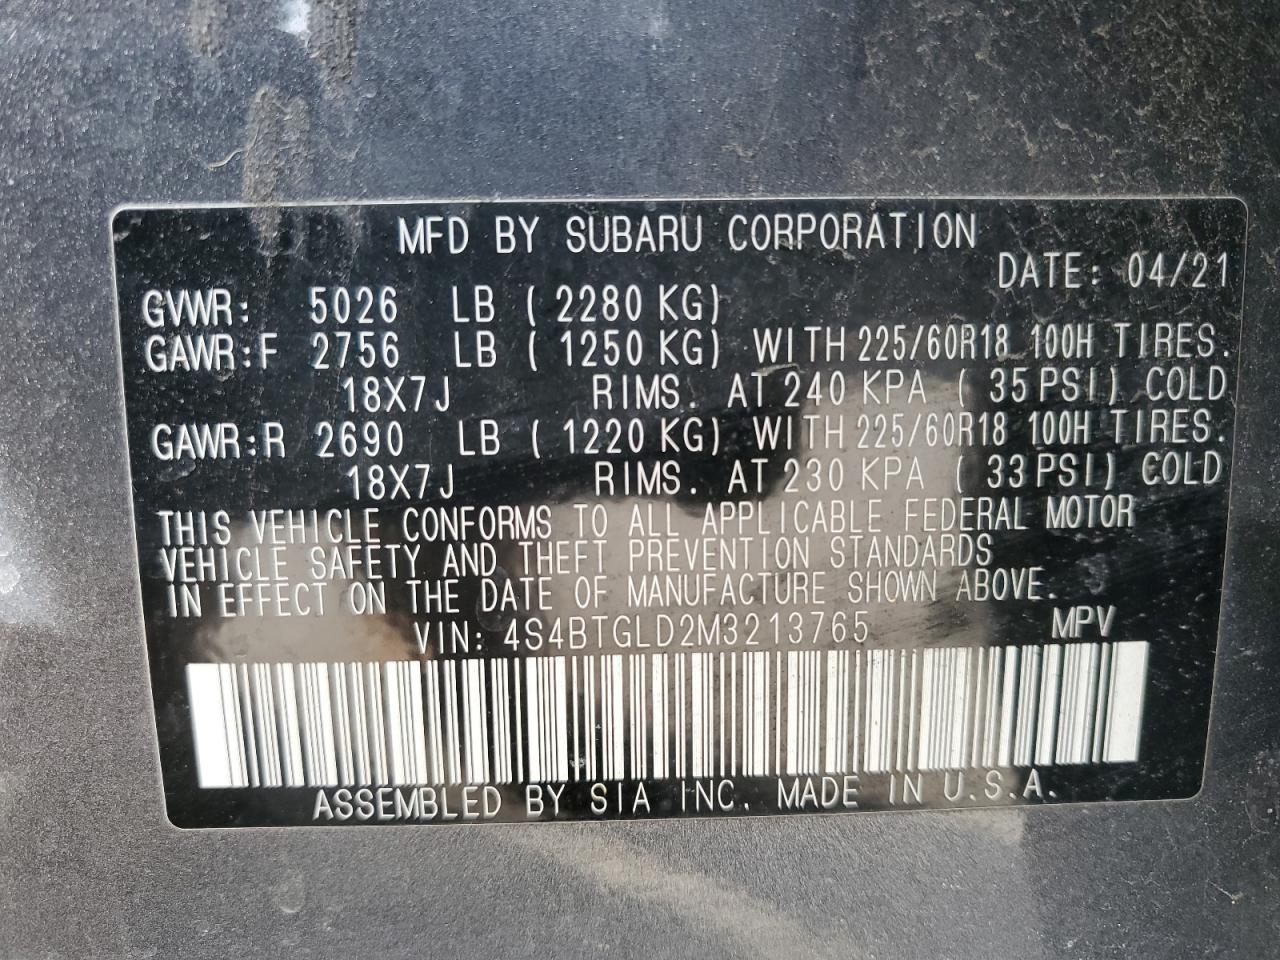 MFD BY SUBARU CORPORATION
DATE: 04/21
GVWR: 5026 LB ( 2280 KG)
GAWR:F 2756 LB ( 1250 KG) WITH 225/60R18 100H TIRES.
18X7J RIMS. AT 240 KPA ( 35 PSI) COLD
GAWR:R 2690 LB ( 1220 KG) WITH 225/60R18 100H TIRES.
18X7J RIMS. AT 230 KPA ( 33 PSI) COLD
THIS VEHICLE CONFORMS TO ALL APPLICABLE FEDERAL MOTOR
VEHICLE SAFETY AND THEFT PREVENTION STANDARDS
IN EFFECT ON THE DATE OF MANUFACTURE SHOWN ABOVE.
VIN: 4S4BTGLD2M3213765 MPV
ASSEMBLED BY SIA INC. MADE IN U.S.A.